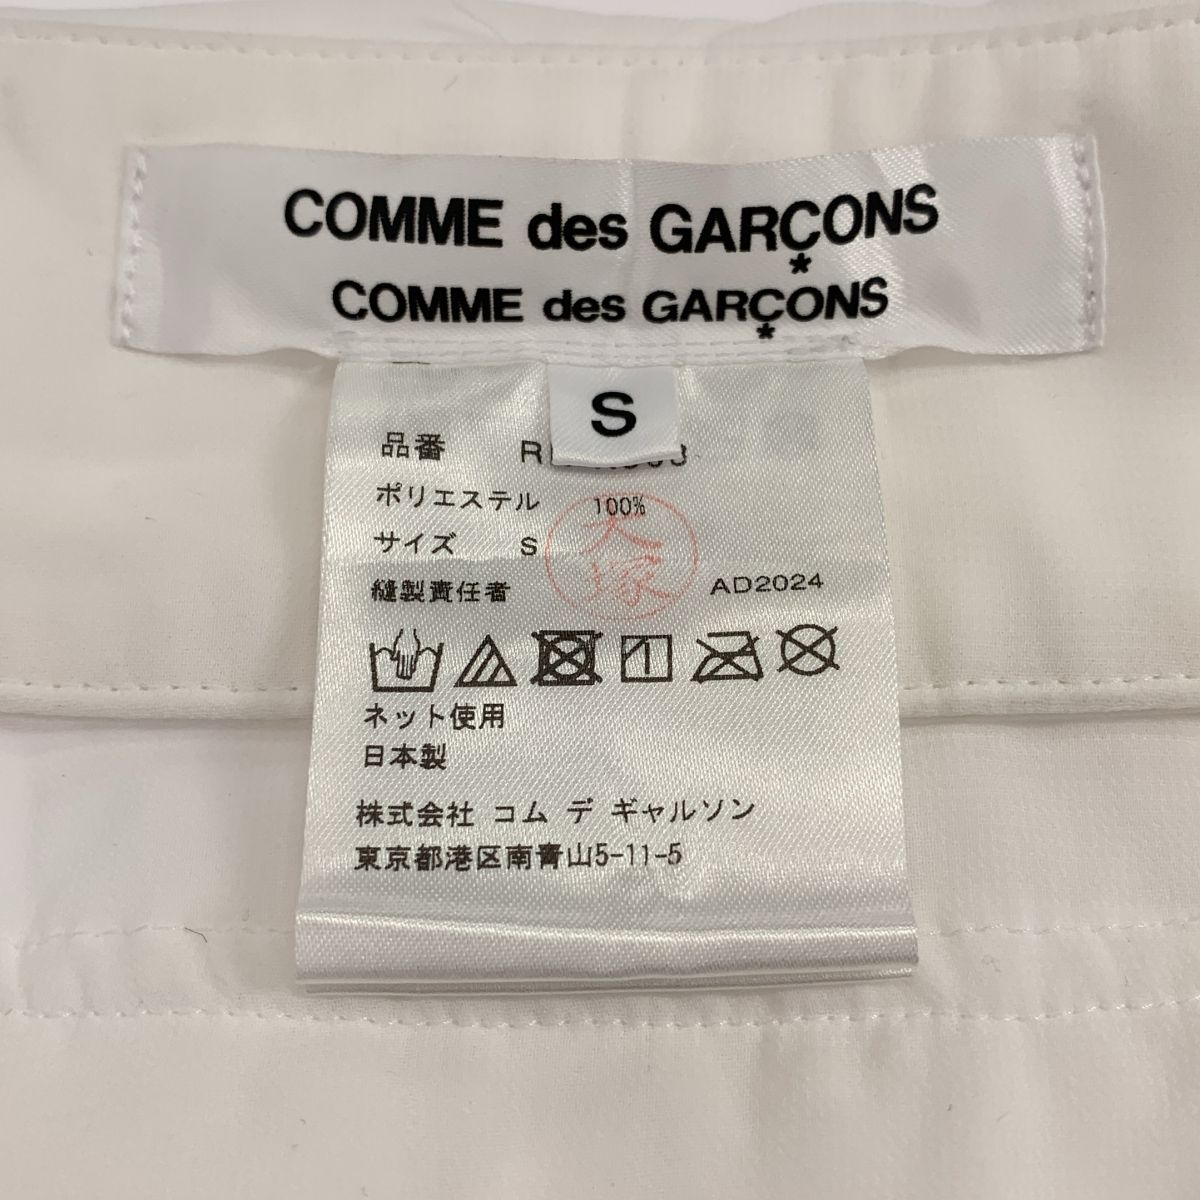 COMME des GARÇONS
*
COMME des GARÇONS
*
S
品番
ポリエステル 100%
サイズ S
縫製責任者 大塚 AD2024
ネット使用
日本製
株式会社 コム デ ギャルソン
東京都港区南青山5-11-5